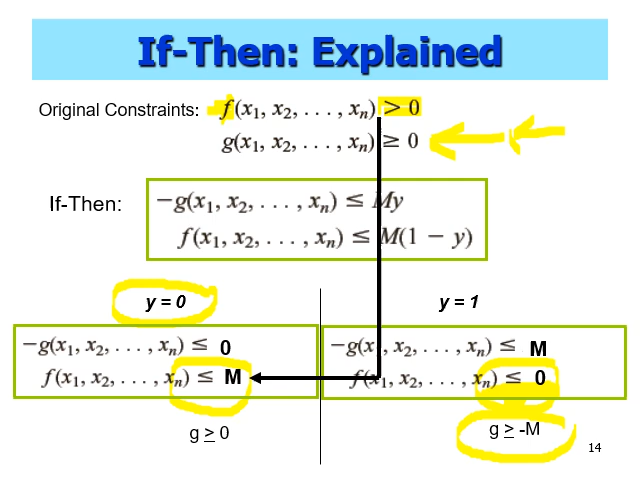 If-Then: Explained
Original Constraints: f(x₁, x₂, . . . , xₙ) > 0
g(x₁, x₂, . . . , xₙ) ≥ 0
If-Then: −g(x₁, x₂, . . . , xₙ) ≤ My
f(x₁, x₂, . . . , xₙ) ≤ M(1 − y)
y = 0
−g(x₁, x₂, . . . , xₙ) ≤ 0
f(x₁, x₂, . . . , xₙ) ≤ M
g ≥ 0
y = 1
−g(x₁, x₂, . . . , xₙ) ≤ M
f(x₁, x₂, . . . , xₙ) ≤ 0
g ≥ -M
14